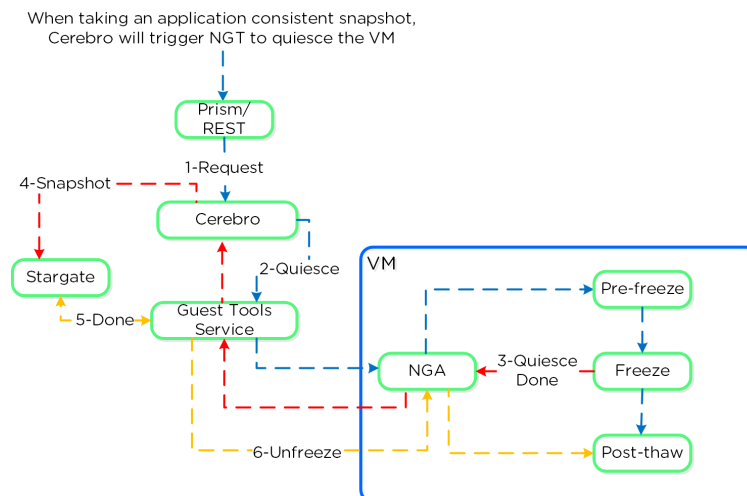 When taking an application consistent snapshot,
Cerebro will trigger NGT to quiesce the VM
Prism/
REST
1-Request
4-Snapshot
Cerebro
VM
2-Quiesce
Stargate
Pre-freeze
Guest Tools
Service
5-Done
3-Quiesce
Done
NGA
Freeze
6-Unfreeze
Post-thaw